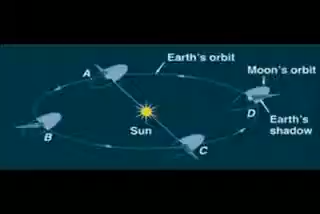 Earth's orbit
A
Moon's orbit
D
Earth's
shadow
Sun
B
C